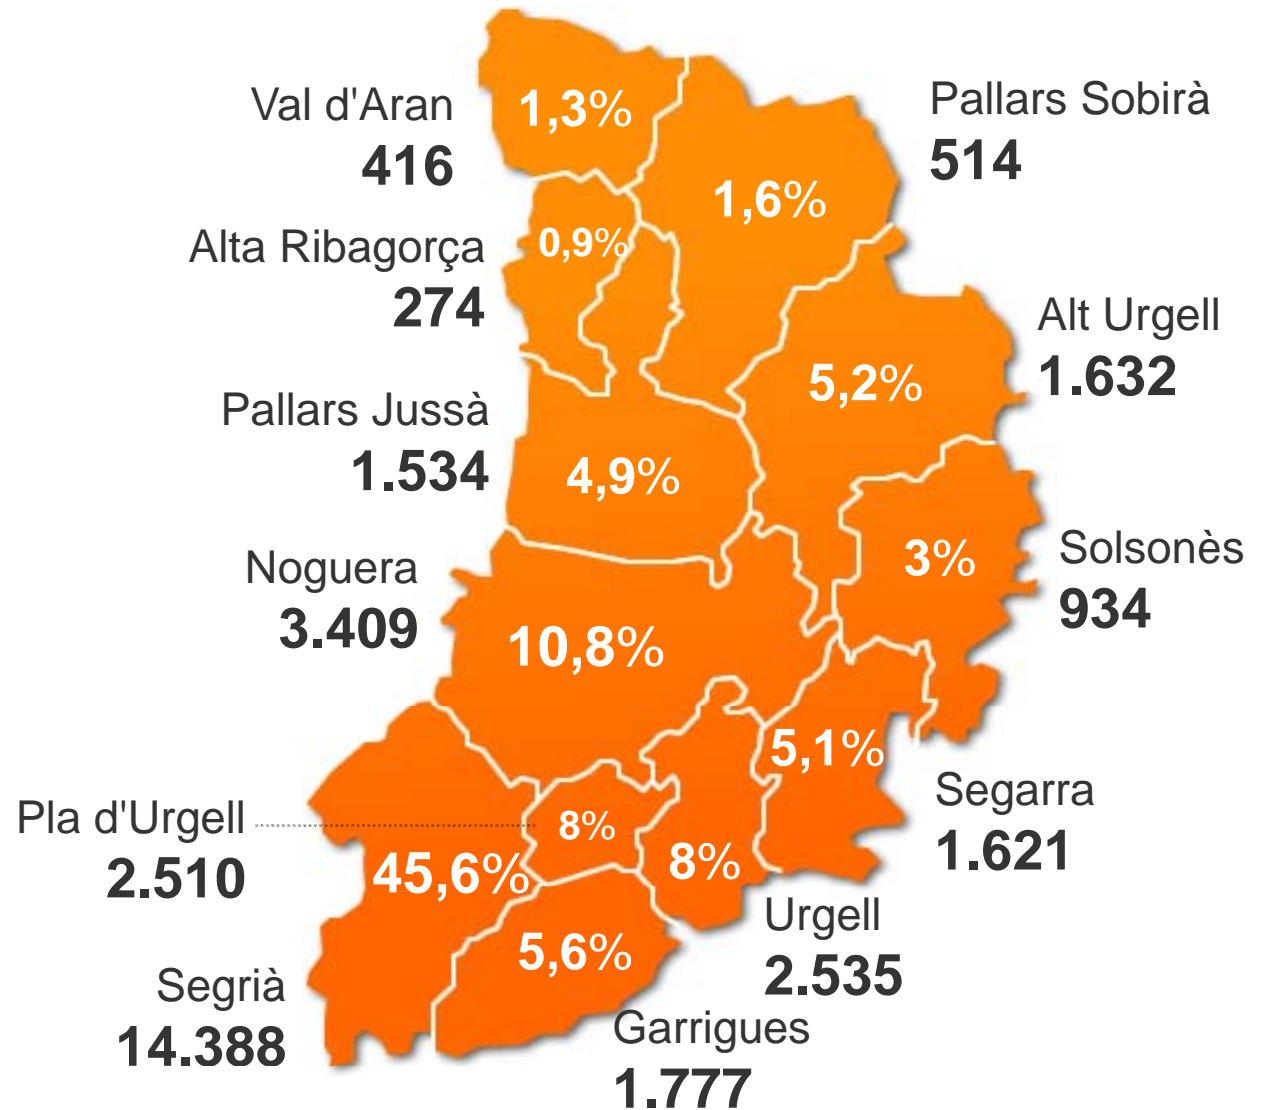 Val d'Aran
416
1,3%
Pallars Sobirà
514
1,6%
Alta Ribagorça
274
0,9%
Alt Urgell
1.632
5,2%
Pallars Jussà
1.534
4,9%
Solsonès
934
3%
Noguera
3.409
10,8%
Segarra
1.621
5,1%
Pla d'Urgell
2.510
8%
45,6%
8%
Urgell
2.535
5,6%
Segrià
14.388
Garrigues
1.777